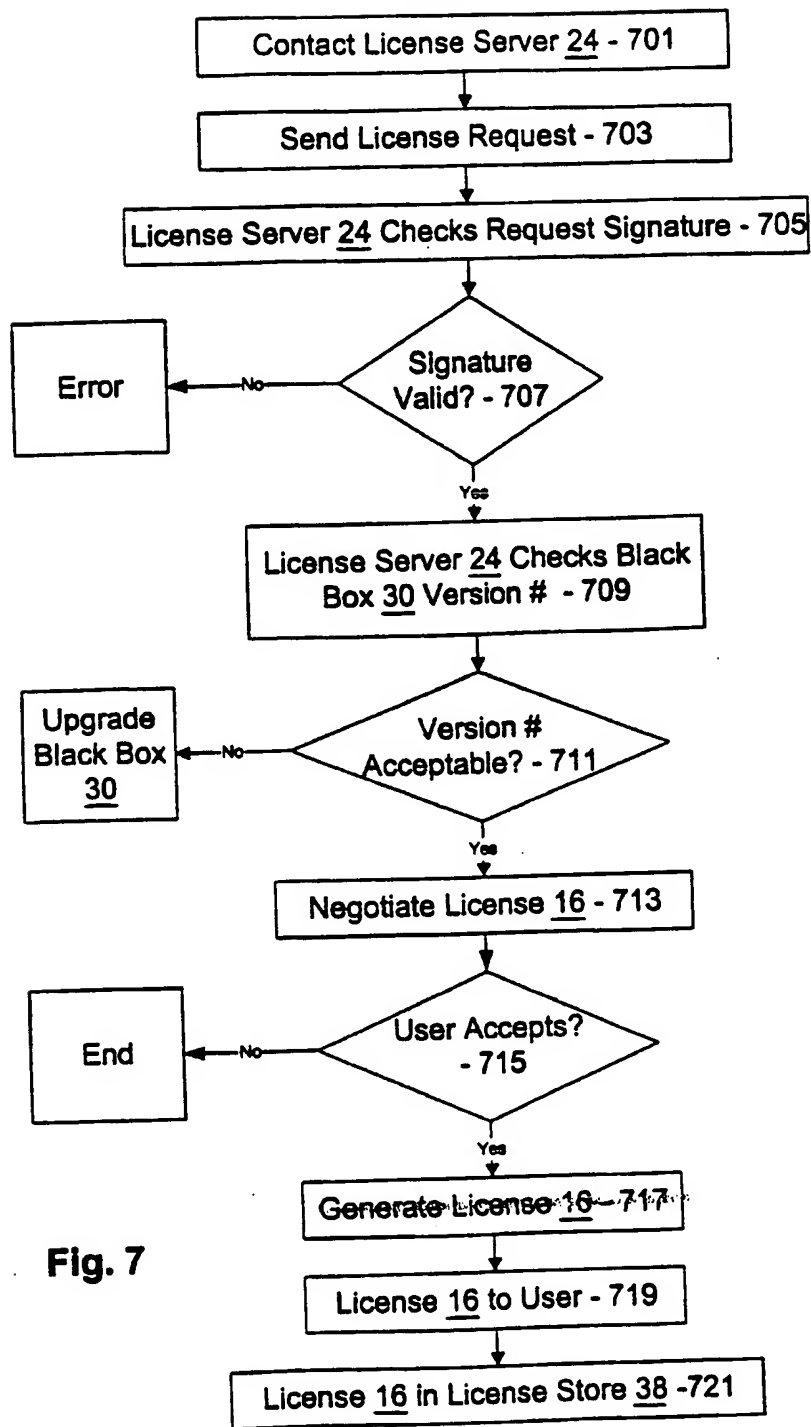 Contact License Server 24 - 701
Send License Request - 703
License Server 24 Checks Request Signature - 705
Signature
Valid? - 707
No
Error
Yes
License Server 24 Checks Black
Box 30 Version # - 709
Version #
Acceptable? - 711
No
Upgrade
Black Box
30
Yes
Negotiate License 16 - 713
User Accepts?
- 715
No
End
Yes
Generate License 16 - 717
License 16 to User - 719
License 16 in License Store 38 -721
Fig. 7